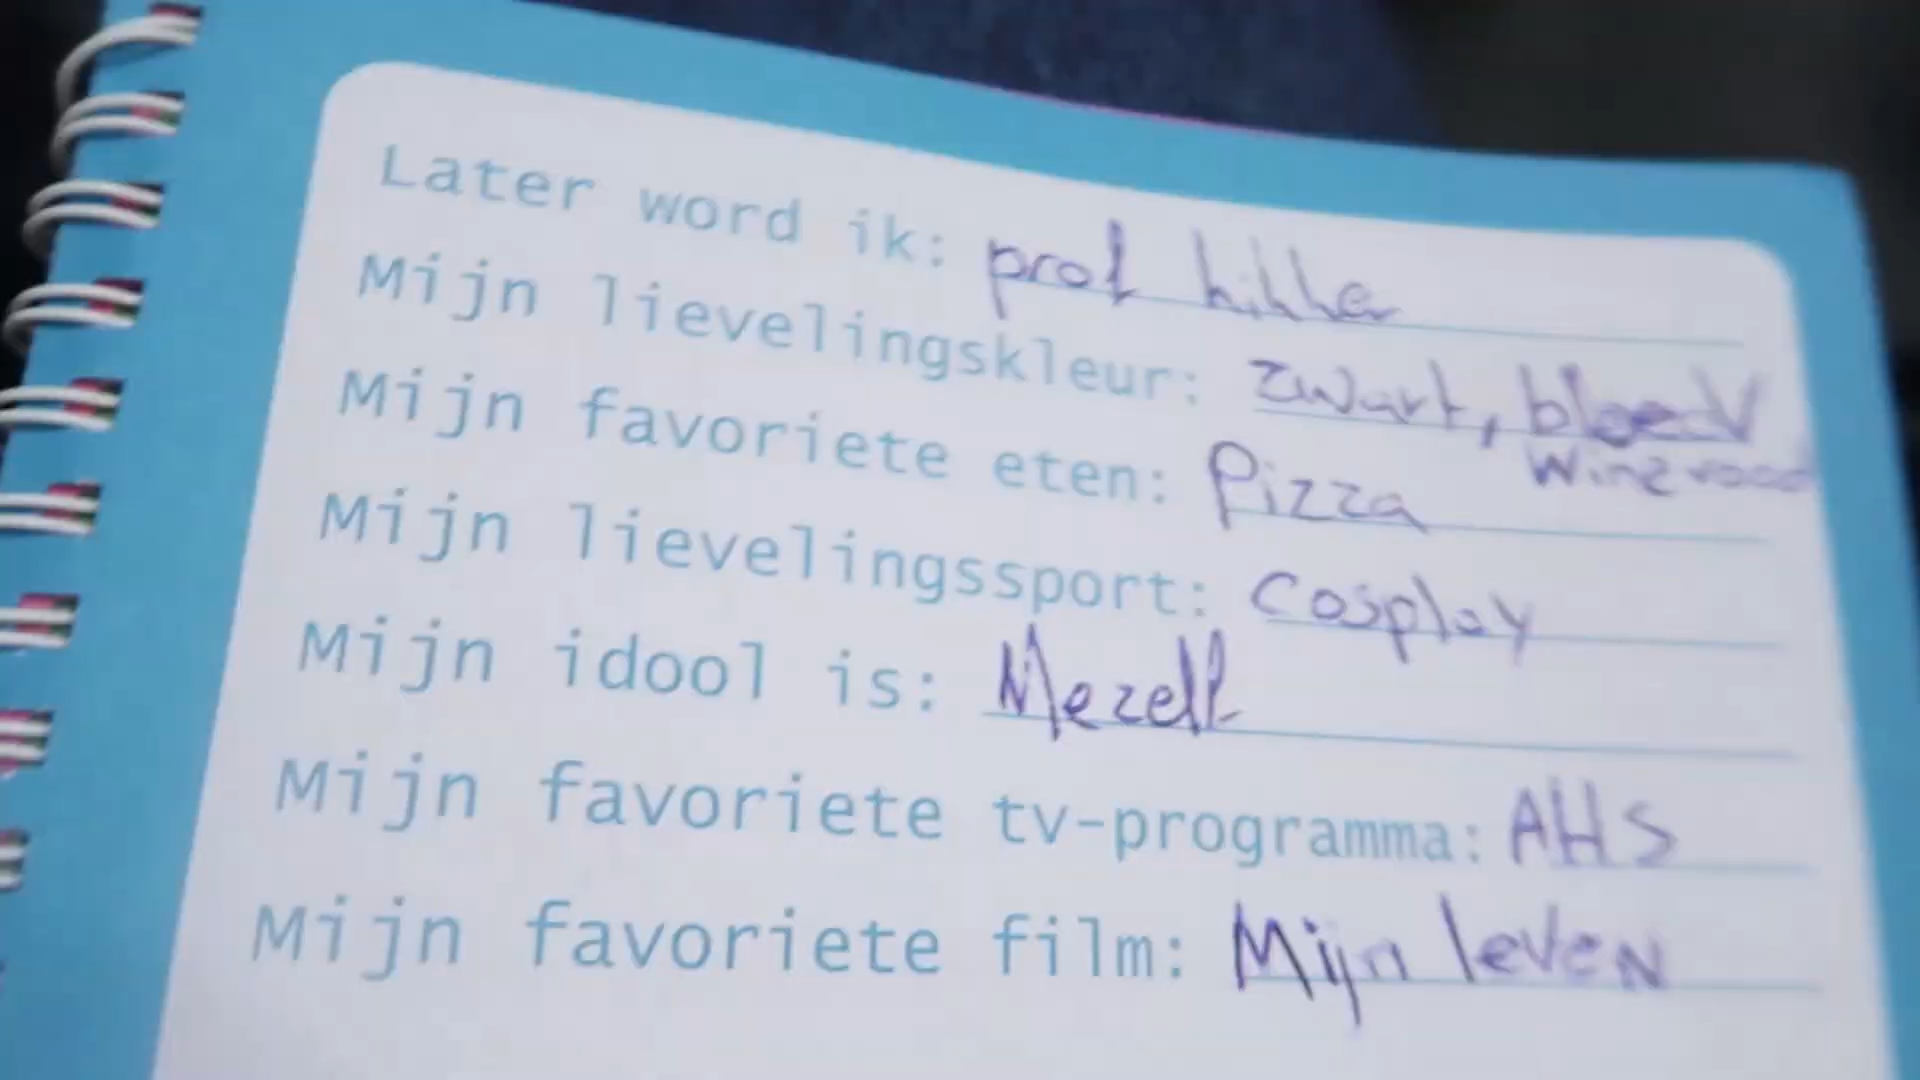 Later word ik: prof killer
Mijn lievelingskleur: zwart, bloed
Mijn favoriete eten: Pizza
Mijn lievelingssport: Cosplay
Mijn idool is: Mezelf
Mijn favoriete tv-programma: AHS
Mijn favoriete film: Mijn leven